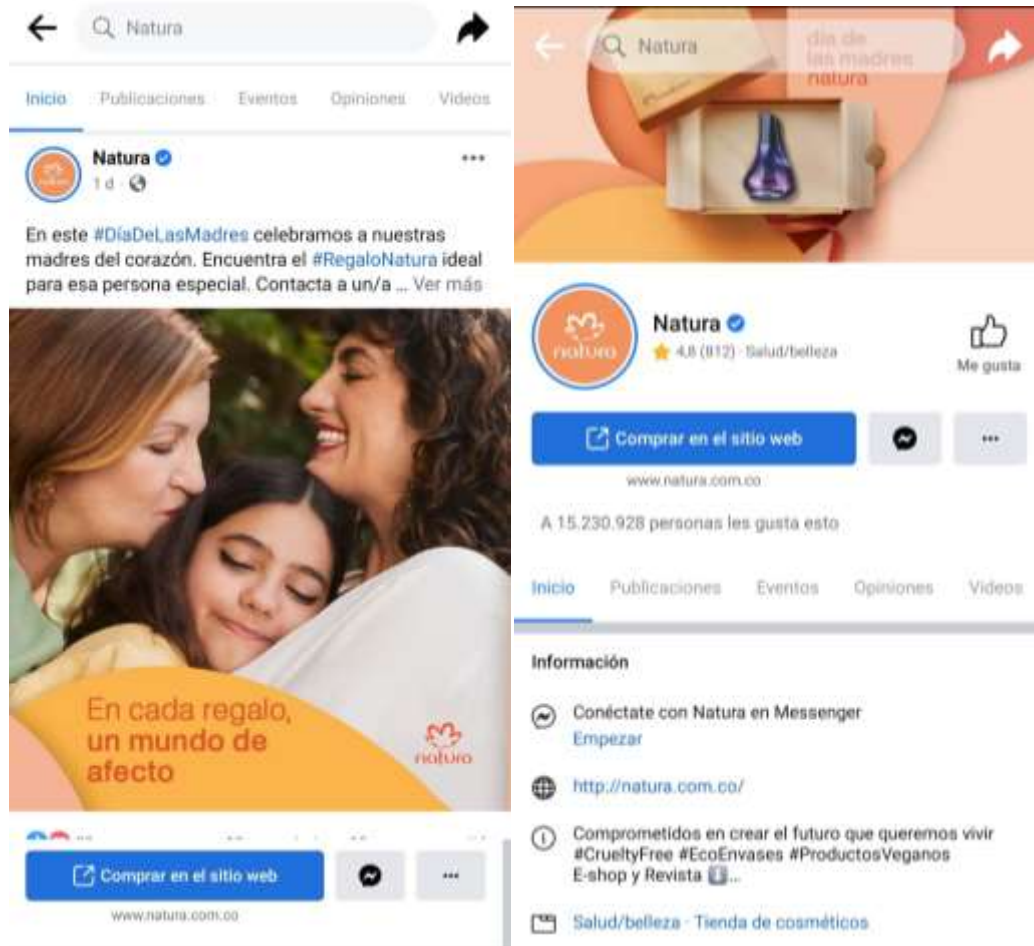 Natura
Inicio Publicaciones Eventos Opiniones Videos
Natura
1 d
En este #DíaDeLasMadres celebramos a nuestras
madres del corazón. Encuentra el #RegaloNatura ideal
para esa persona especial. Contacta a un/a ... Ver más
En cada regalo,
un mundo de
afecto
natura
Comprar en el sitio web
www.natura.com.co
Natura
día de
las madres
natura
natura
Natura
4,8 (812) · Salud/belleza
Me gusta
Comprar en el sitio web
www.natura.com.co
A 15.230.928 personas les gusta esto
Inicio Publicaciones Eventos Opiniones Videos
Información
Conéctate con Natura en Messenger
Empezar
http://natura.com.co/
Comprometidos en crear el futuro que queremos vivir
#CrueltyFree #EcoEnvases #ProductosVeganos
E-shop y Revista ...
Salud/belleza · Tienda de cosméticos